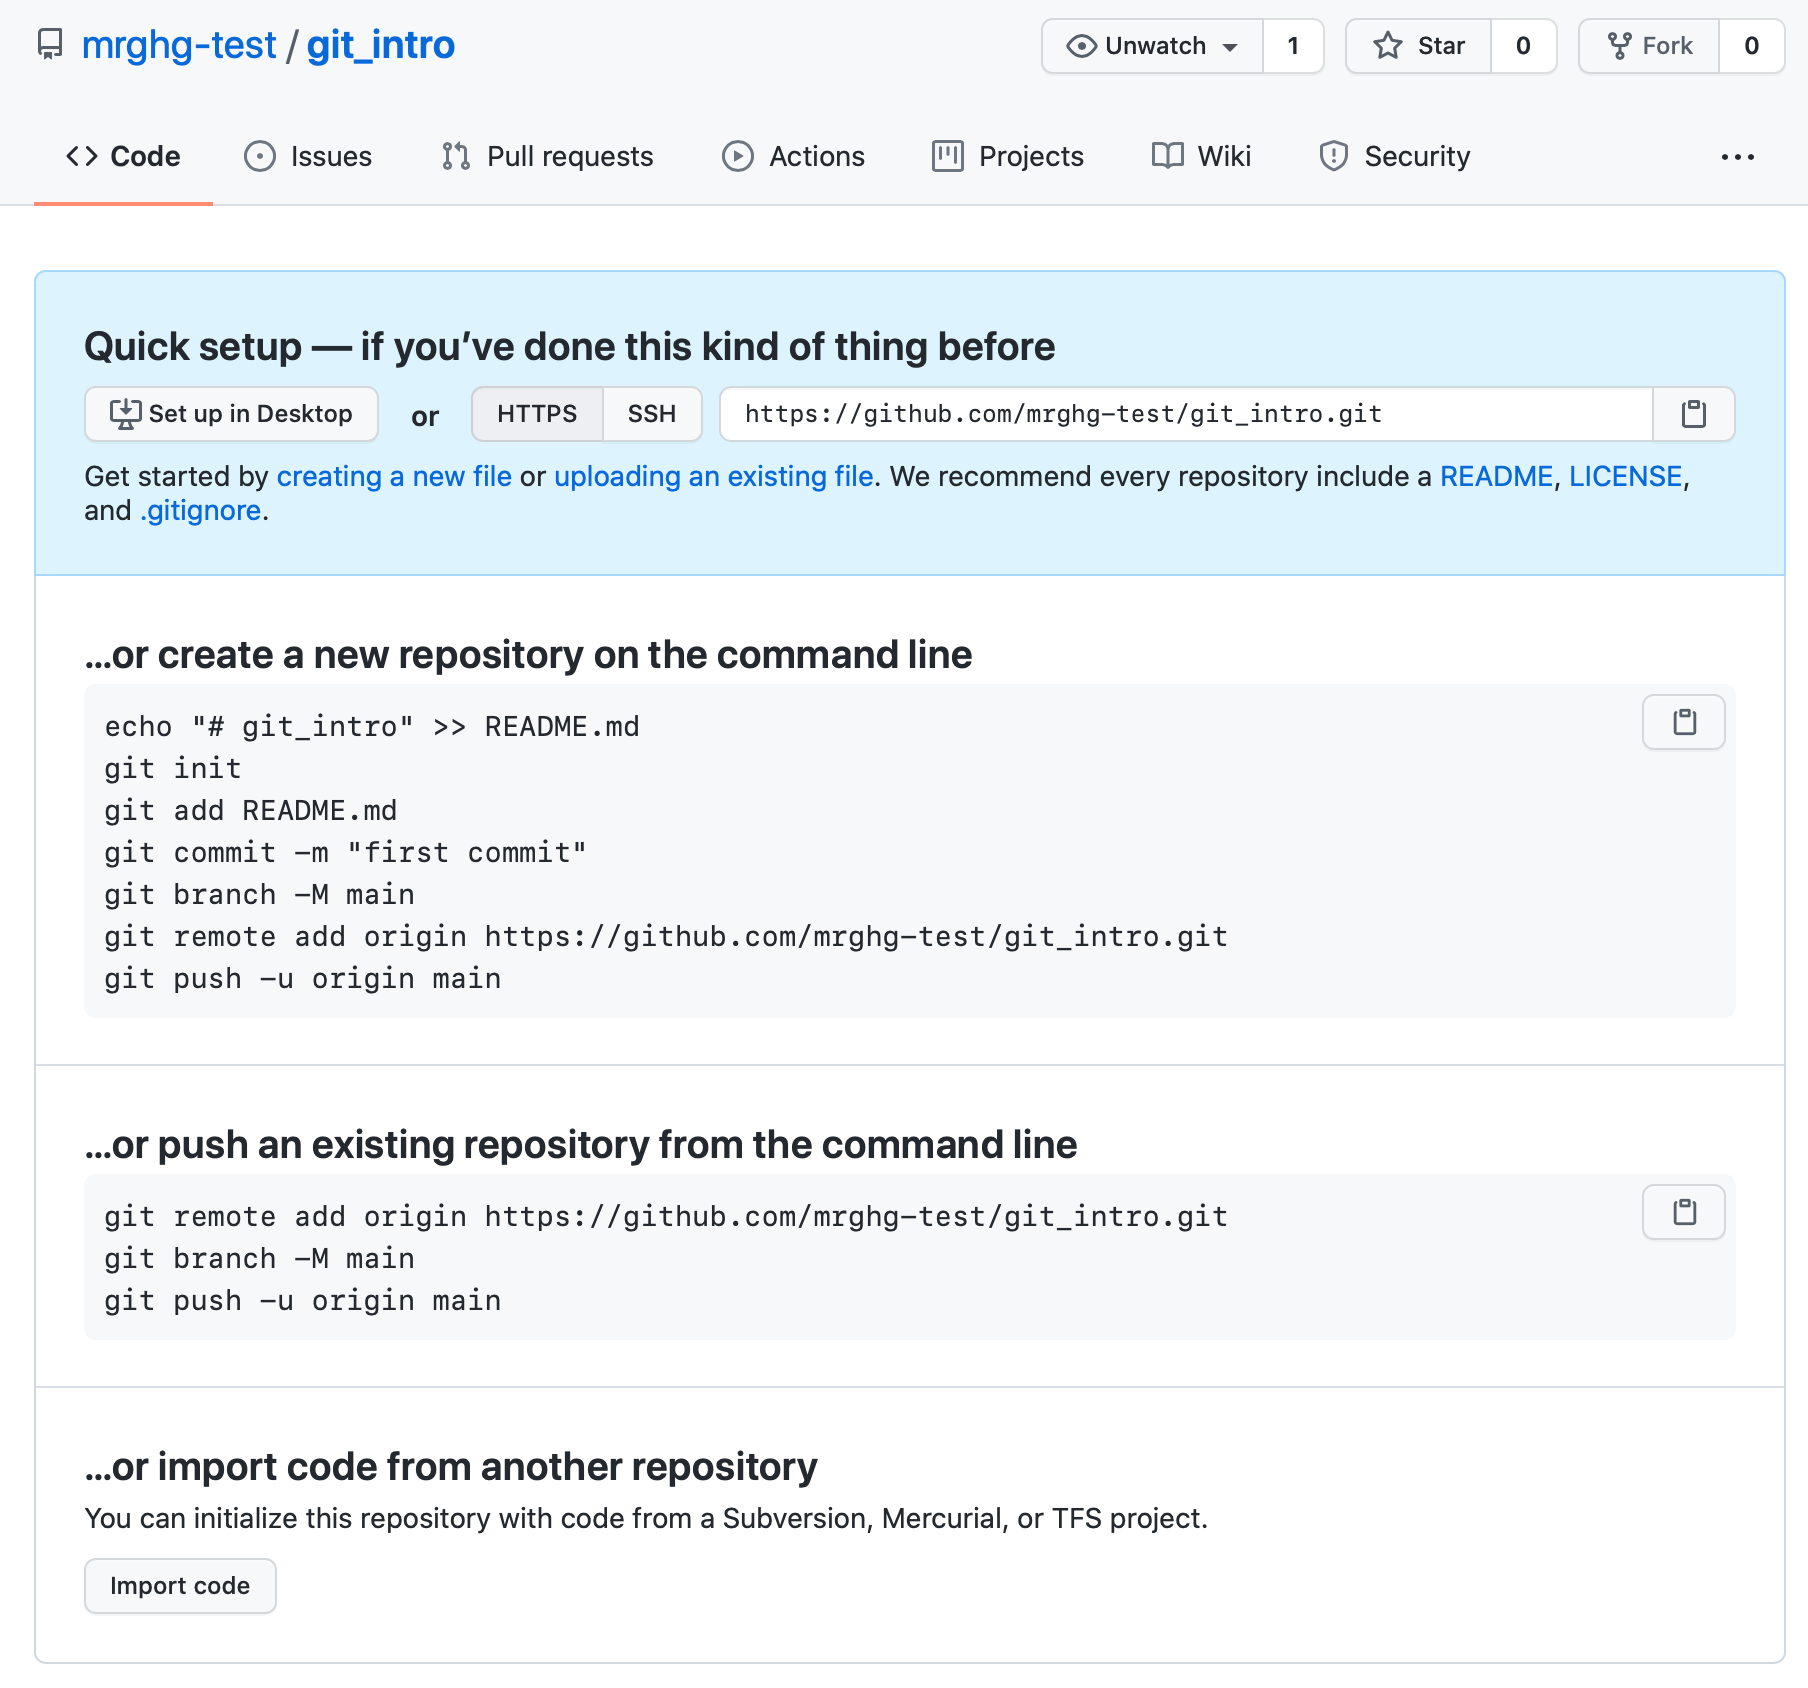 mrghg-test / git_intro
Unwatch 1 Star 0 Fork 0
Code Issues Pull requests Actions Projects Wiki Security ...
Quick setup — if you’ve done this kind of thing before
Set up in Desktop or HTTPS SSH https://github.com/mrghg-test/git_intro.git
Get started by creating a new file or uploading an existing file. We recommend every repository include a README, LICENSE,
and .gitignore.
…or create a new repository on the command line
echo "# git_intro" >> README.md
git init
git add README.md
git commit -m "first commit"
git branch -M main
git remote add origin https://github.com/mrghg-test/git_intro.git
git push -u origin main
…or push an existing repository from the command line
git remote add origin https://github.com/mrghg-test/git_intro.git
git branch -M main
git push -u origin main
…or import code from another repository
You can initialize this repository with code from a Subversion, Mercurial, or TFS project.
Import code